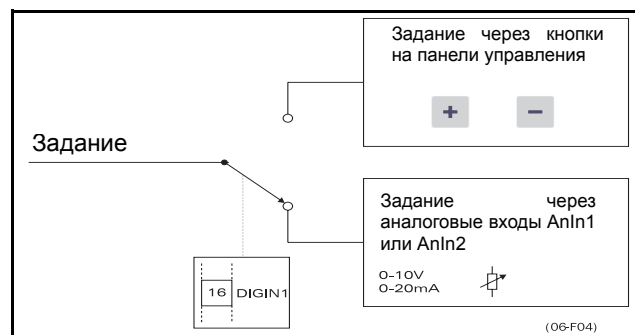 Задание через кнопки
на панели управления
+ −
Задание
Задание через
аналоговые входы AnIn1
или AnIn2
0-10V
0-20mA
16 DIGIN1
(06-F04)